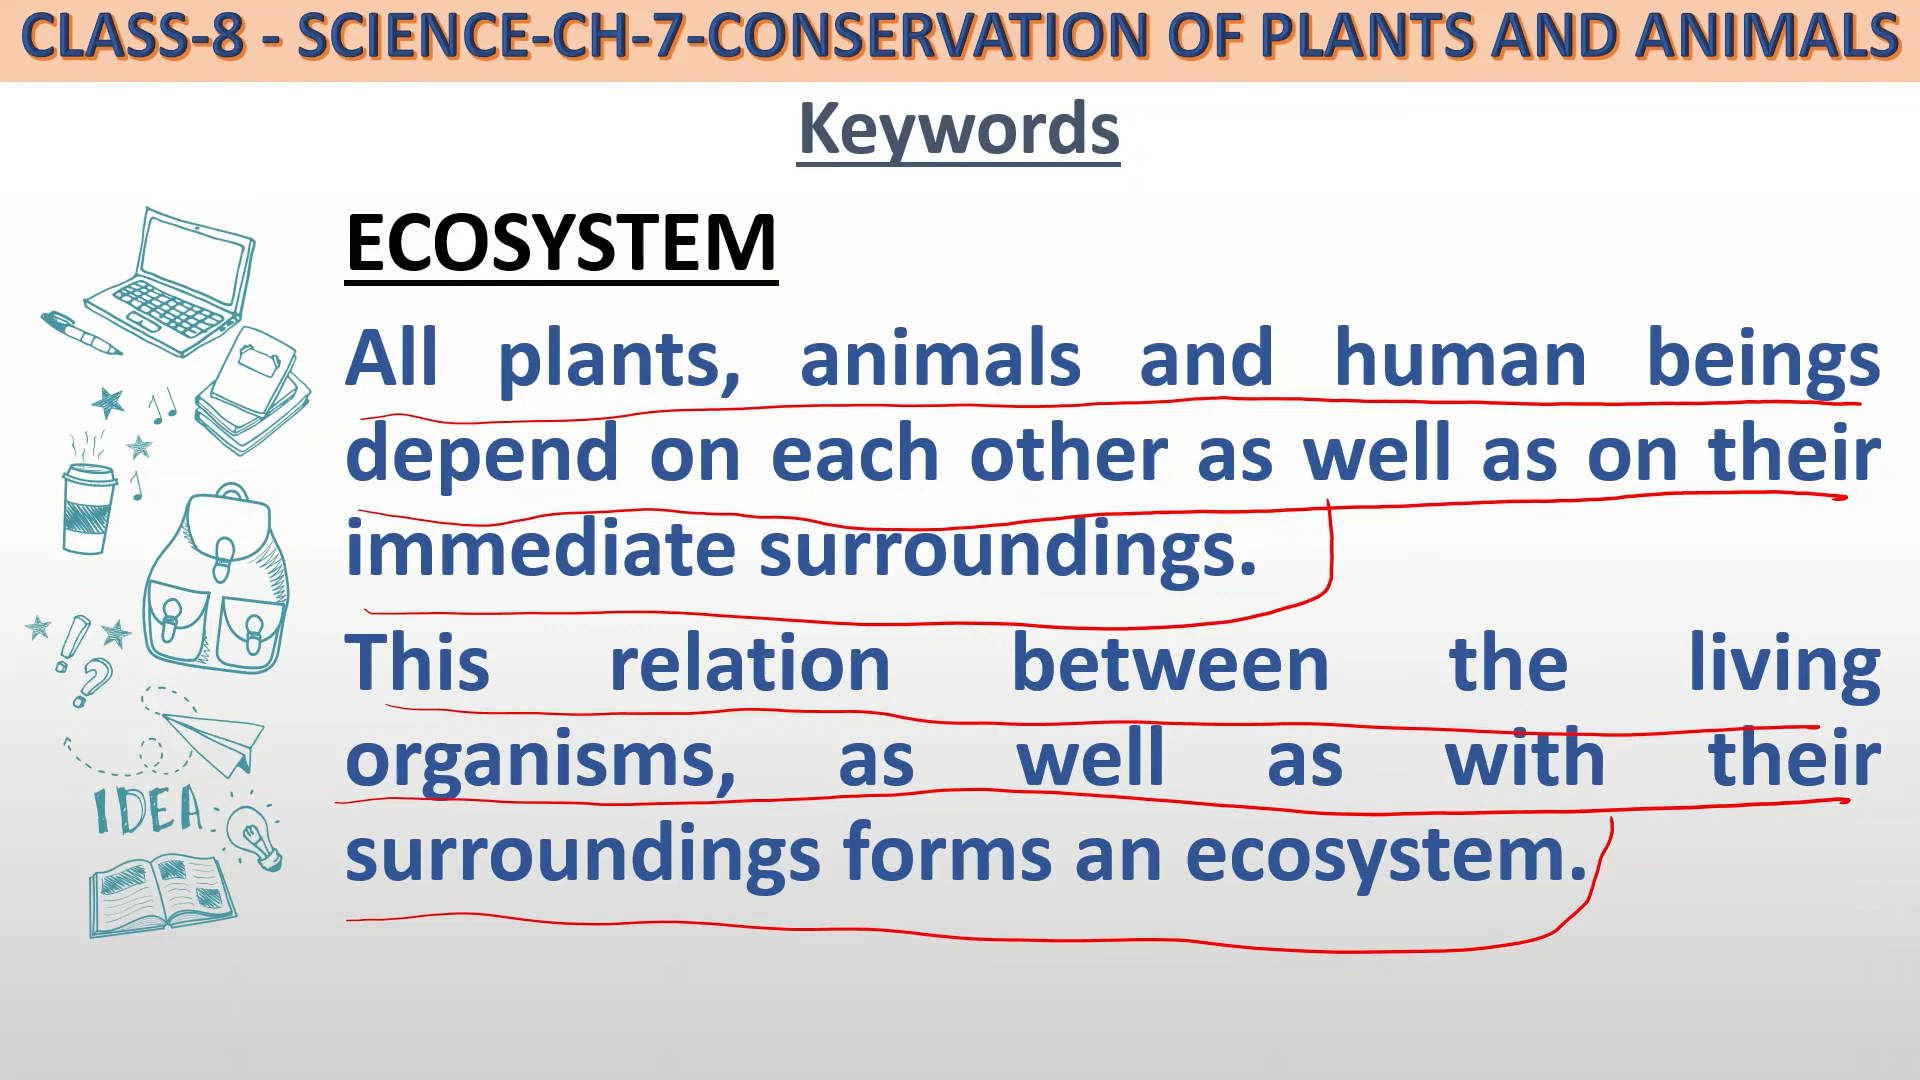 CLASS-8 - SCIENCE-CH-7-CONSERVATION OF PLANTS AND ANIMALS
Keywords
ECOSYSTEM
All plants, animals and human beings
depend on each other as well as on their
immediate surroundings.
This relation between the living
organisms, as well as with their
surroundings forms an ecosystem.
IDEA